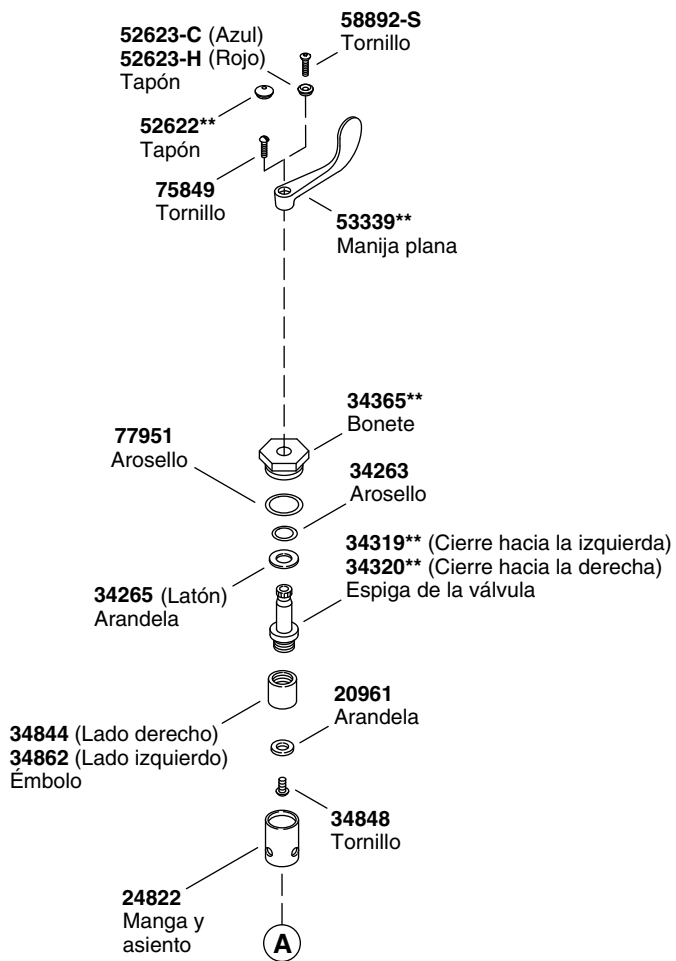 52623-C (Azul)
52623-H (Rojo)
Tapón
58892-S
Tornillo
52622**
Tapón
75849
Tornillo
53339**
Manija plana
34365**
Bonete
77951
Arosello
34263
Arosello
34319** (Cierre hacia la izquierda)
34320** (Cierre hacia la derecha)
Espiga de la válvula
34265 (Latón)
Arandela
20961
Arandela
34844 (Lado derecho)
34862 (Lado izquierdo)
Émbolo
34848
Tornillo
24822
Manga y
asiento
A